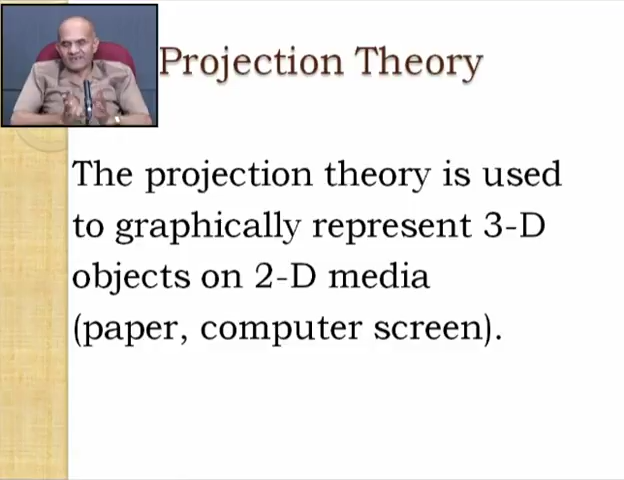 Projection Theory
The projection theory is used
to graphically represent 3-D
objects on 2-D media
(paper, computer screen).